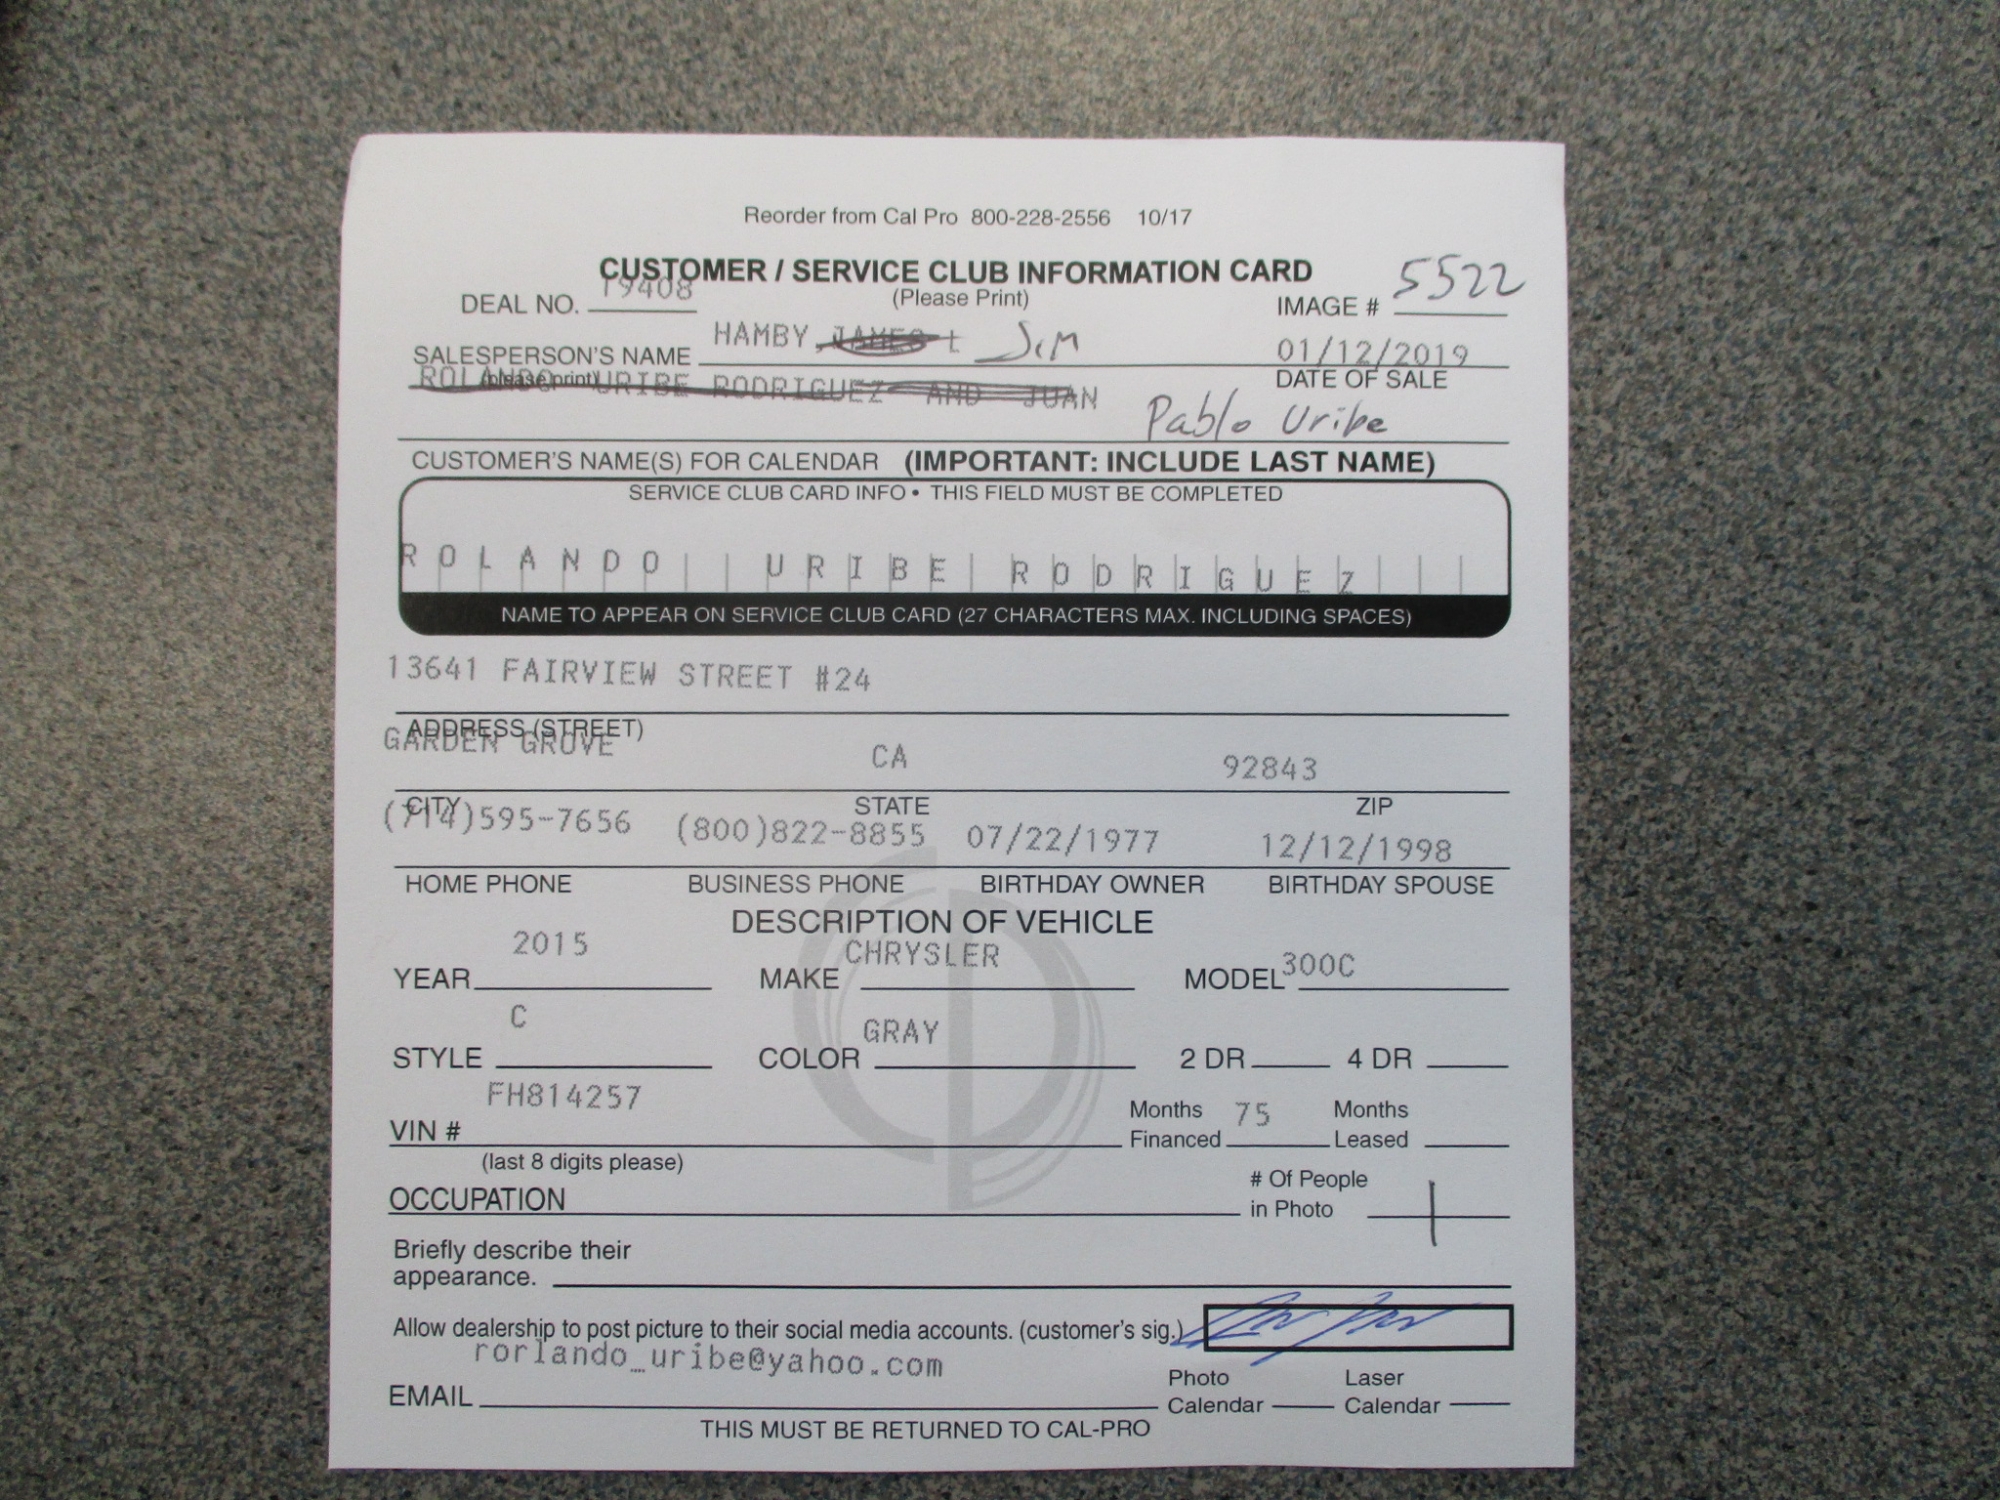 Reorder from Cal Pro 800-228-2556 10/17
CUSTOMER / SERVICE CLUB INFORMATION CARD
DEAL NO. 19408 (Please Print) IMAGE # 5522
SALESPERSON'S NAME HAMBY JAMES L Jim 01/12/2019
(please print) DATE OF SALE
ROLANDO URIBE RODRIGUEZ AND JUAN Pablo Uribe
CUSTOMER'S NAME(S) FOR CALENDAR (IMPORTANT: INCLUDE LAST NAME)
SERVICE CLUB CARD INFO • THIS FIELD MUST BE COMPLETED
ROLANDO URIBE RODRIGUEZ
NAME TO APPEAR ON SERVICE CLUB CARD (27 CHARACTERS MAX. INCLUDING SPACES)
13641 FAIRVIEW STREET #24
ADDRESS (STREET)
GARDEN GROVE CA 92843
CITY STATE ZIP
(714)595-7656 (800)822-8855 07/22/1977 12/12/1998
HOME PHONE BUSINESS PHONE BIRTHDAY OWNER BIRTHDAY SPOUSE
DESCRIPTION OF VEHICLE
YEAR 2015 MAKE CHRYSLER MODEL 300C
STYLE C COLOR GRAY 2 DR 4 DR
VIN # FH814257 Months Financed 75 Months Leased
(last 8 digits please)
OCCUPATION # Of People in Photo 1
Briefly describe their
appearance.
Allow dealership to post picture to their social media accounts. (customer's sig.)
EMAIL rorlando_uribe@yahoo.com Photo Calendar Laser Calendar
THIS MUST BE RETURNED TO CAL-PRO